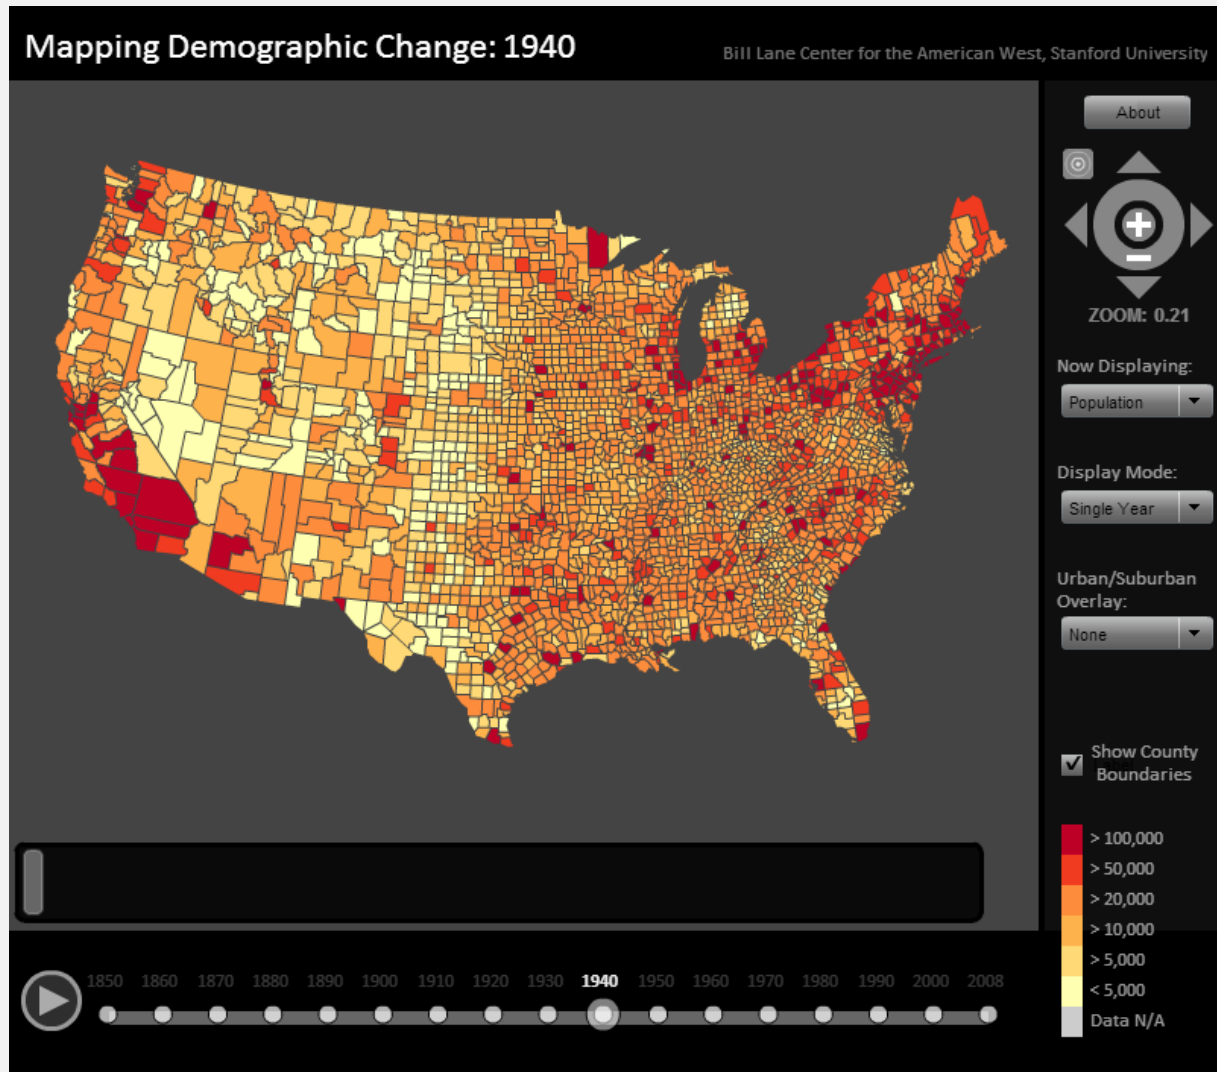 Mapping Demographic Change: 1940
Bill Lane Center for the American West, Stanford University
About
ZOOM: 0.21
Now Displaying:
Population
Display Mode:
Single Year
Urban/Suburban
Overlay:
None
Show County
Boundaries
> 100,000
> 50,000
> 20,000
> 10,000
> 5,000
< 5,000
Data N/A
1850 1860 1870 1880 1890 1900 1910 1920 1930 1940 1950 1960 1970 1980 1990 2000 2008